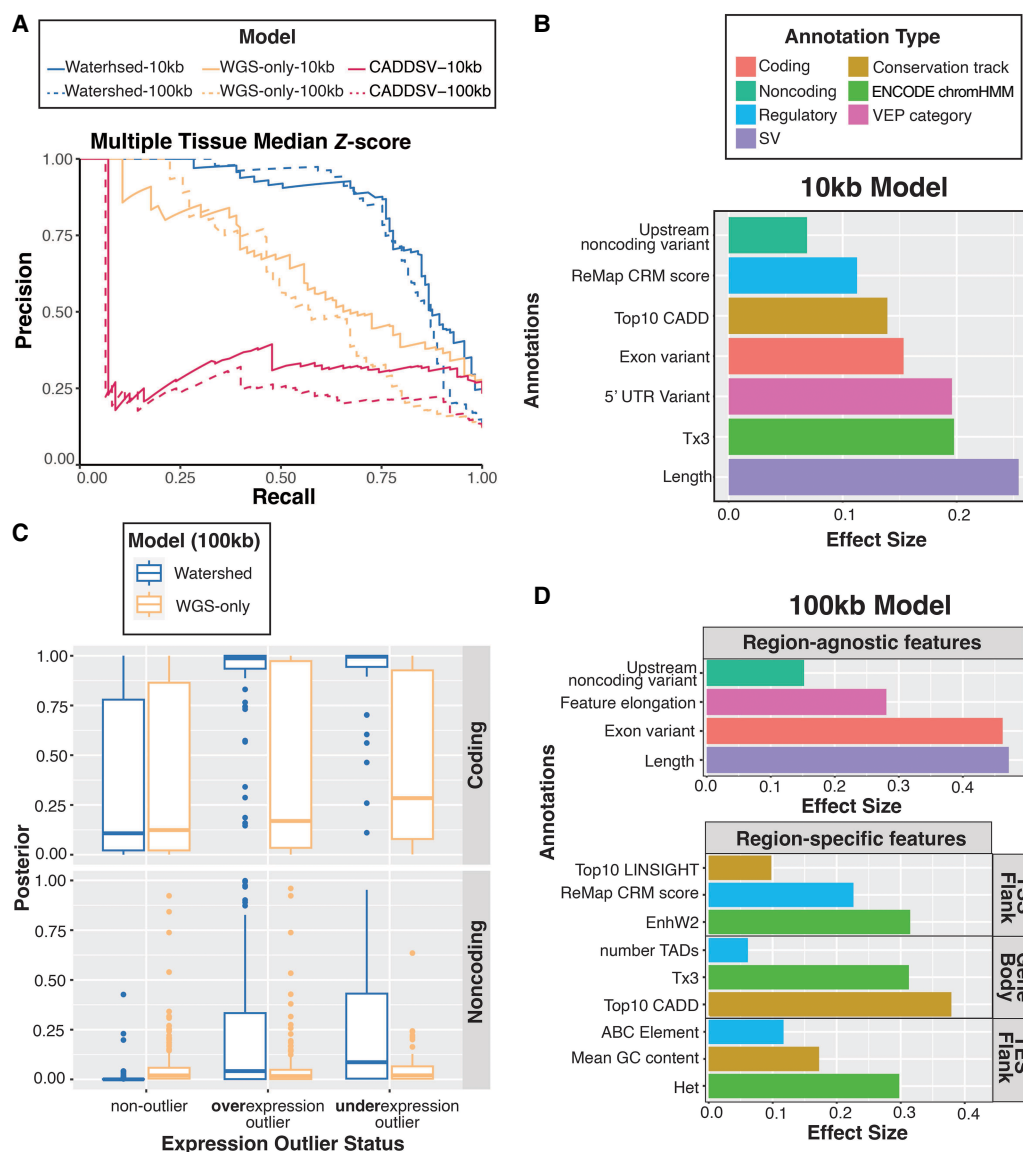 A
Model
Waterhsed-10kb WGS-only-10kb CADDSV-10kb
Watershed-100kb WGS-only-100kb CADDSV-100kb
Multiple Tissue Median Z-score
Precision
1.00
0.75
0.50
0.25
0.00
0.00 0.25 0.50 0.75 1.00
Recall
B
Annotation Type
Coding Conservation track
Noncoding ENCODE chromHMM
Regulatory VEP category
SV
10kb Model
Annotations
Upstream
noncoding variant
ReMap CRM score
Top10 CADD
Exon variant
5' UTR Variant
Tx3
Length
0.0 0.1 0.2
Effect Size
C
Model (100kb)
Watershed
WGS-only
Posterior
1.00
0.75
0.50
0.25
0.00
Coding
1.00
0.75
0.50
0.25
0.00
Noncoding
non-outlier overexpression underexpression
outlier outlier
Expression Outlier Status
D
100kb Model
Region-agnostic features
Annotations
Upstream
noncoding variant
Feature elongation
Exon variant
Length
0.0 0.1 0.2 0.3 0.4
Effect Size
Region-specific features
Top10 LINSIGHT
ReMap CRM score
EnhW2
Flank
number TADs
Tx3
Top10 CADD
Body
ABC Element
Mean GC content
Het
Flank
0.0 0.1 0.2 0.3 0.4
Effect Size